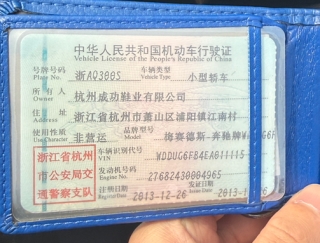 中华人民共和国机动车行驶证
Vehicle License of the People's Republic of China
号牌号码 浙AQ300S 车辆类型 小型轿车
Plate No. Vehicle Type
所有人 杭州成功鞋业有限公司
Owner
住址 浙江省杭州市萧山区浦阳镇江南村
Address
使用性质 非营运 品牌型号 梅赛德斯-奔驰牌
Use Character Model
浙江省杭州市公安局交通警察支队
车辆识别代号 WDDUG6FB4EA011115
VIN
发动机号码 27682430004965
Engine No.
注册日期 2013-12-26 发证日期
Register Date Issue Date